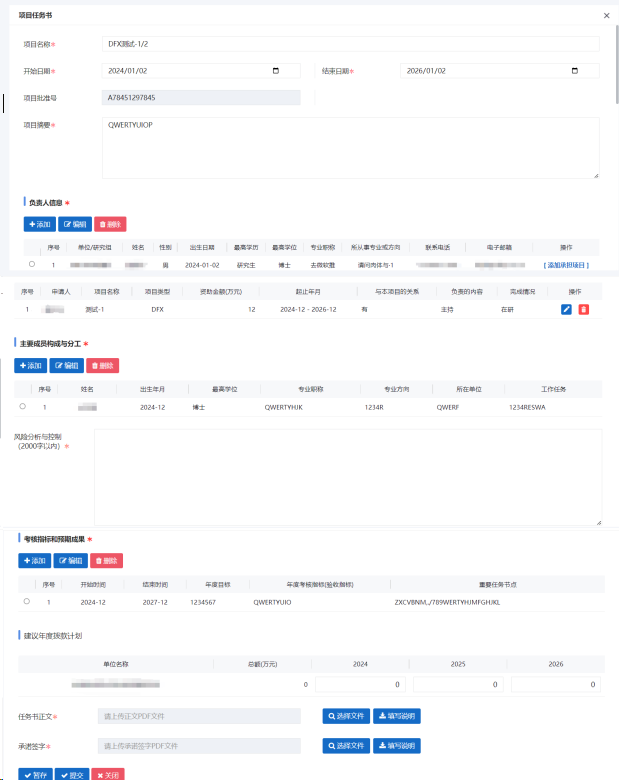 项目任务书
项目名称* DFX测试-1/2
开始日期* 2024/01/02 结束日期* 2026/01/02
项目批准号 A78451297845
项目摘要* QWERTYUIOP
负责人信息 *
添加 编辑 删除
序号 单位/研究组 姓名 性别 出生日期 最高学历 最高学位 专业职称 所从事专业或方向 联系电话 电子邮箱 操作
1 男 2024-01-02 研究生 博士 去微软推 请问肉体与-1 [ 添加承担项目 ]
序号 申请人 项目名称 项目类型 资助金额(万元) 起止年月 与本项目的关系 负责的内容 完成情况 操作
1 测试-1 DFX 12 2024-12 - 2026-12 有 主持 在研
主要成员构成与分工 *
添加 编辑 删除
序号 姓名 出生年月 最高学位 专业职称 专业方向 所在单位 工作任务
1 2024-12 博士 QWERTYHJK 1234R QWERF 1234RESWA
风险分析与控制
（2000字以内） *
考核指标和预期成果 *
添加 编辑 删除
序号 开始时间 结束时间 年度目标 年度考核指标(验收指标) 重要任务节点
1 2024-12 2027-12 1234567 QWERTYUIO ZXCVBNM,./789WERTYHJMFGHJKL
建议年度拨款计划
单位名称 总额(万元) 2024 2025 2026
0 0 0 0
任务书正文* 请上传正文PDF文件 选择文件 填写说明
承诺签字* 请上传承诺签字PDF文件 选择文件 填写说明
暂存 提交 关闭